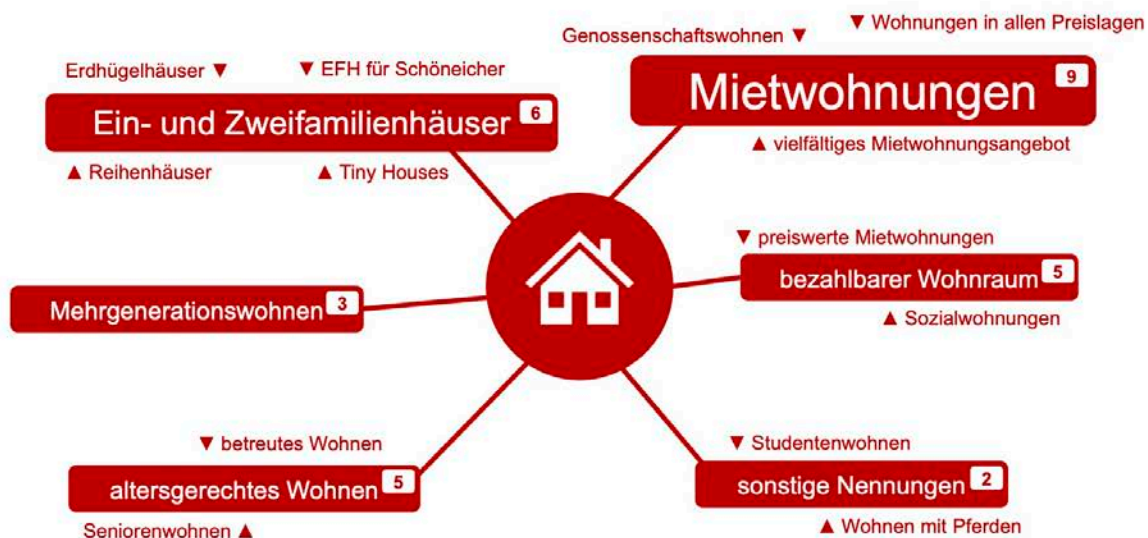 Genossenschaftswohnen ▼
▼ Wohnungen in allen Preislagen
Mietwohnungen 9
▲ vielfältiges Mietwohnungsangebot
Erdhügelhäuser ▼
▼ EFH für Schöneicher
Ein- und Zweifamilienhäuser 6
▲ Reihenhäuser
▲ Tiny Houses
▼ preiswerte Mietwohnungen
bezahlbarer Wohnraum 5
▲ Sozialwohnungen
Mehrgenerationswohnen 3
▼ betreutes Wohnen
altersgerechtes Wohnen 5
Seniorenwohnen ▲
▼ Studentenwohnen
sonstige Nennungen 2
▲ Wohnen mit Pferden